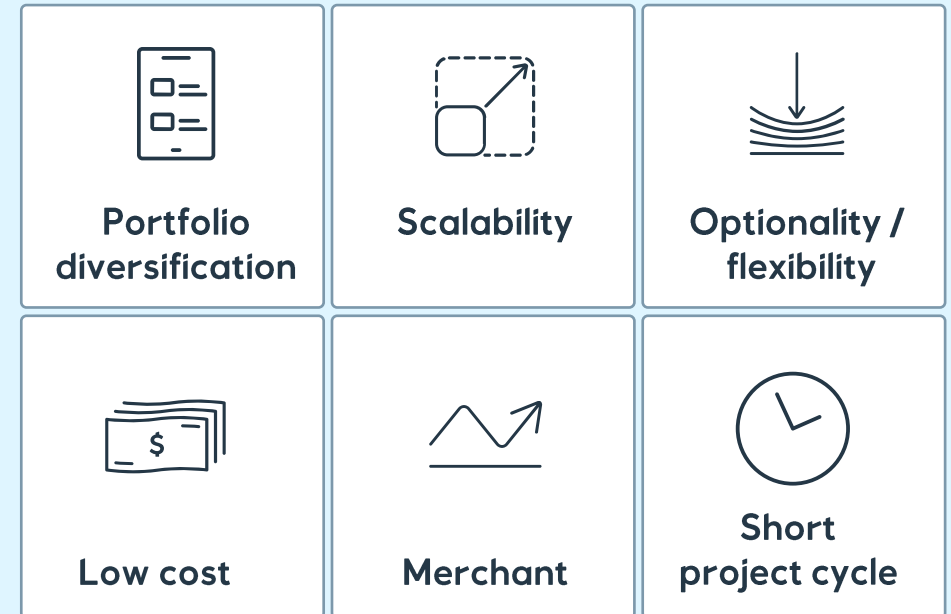 Portfolio
diversification
Scalability
Optionality /
flexibility
$
Low cost
Merchant
Short
project cycle